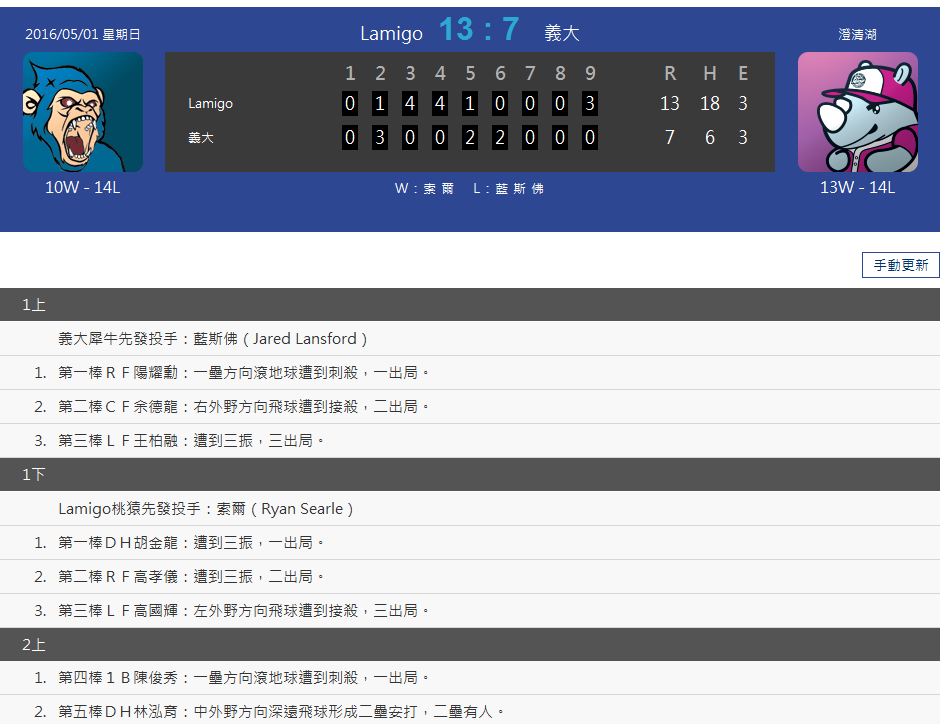 2016/05/01 星期日
Lamigo 13 : 7 義大
澄清湖
1 2 3 4 5 6 7 8 9 R H E
Lamigo 0 1 4 4 1 0 0 0 3 13 18 3
義大 0 3 0 0 2 2 0 0 0 7 6 3
10W - 14L
W：索 爾 L：藍 斯 佛
13W - 14L
手動更新
1上
義大犀牛先發投手：藍斯佛 ( Jared Lansford )
1. 第一棒ＲＦ陽耀勳：一壘方向滾地球遭到刺殺，一出局。
2. 第二棒ＣＦ余德龍：右外野方向飛球遭到接殺，二出局。
3. 第三棒ＬＦ王柏融：遭到三振，三出局。
1下
Lamigo桃猿先發投手：索爾 ( Ryan Searle )
1. 第一棒ＤＨ胡金龍：遭到三振，一出局。
2. 第二棒ＲＦ高孝儀：遭到三振，二出局。
3. 第三棒ＬＦ高國輝：左外野方向飛球遭到接殺，三出局。
2上
1. 第四棒１Ｂ陳俊秀：一壘方向滾地球遭到刺殺，一出局。
2. 第五棒ＤＨ林泓育：中外野方向深遠飛球形成二壘安打，二壘有人。